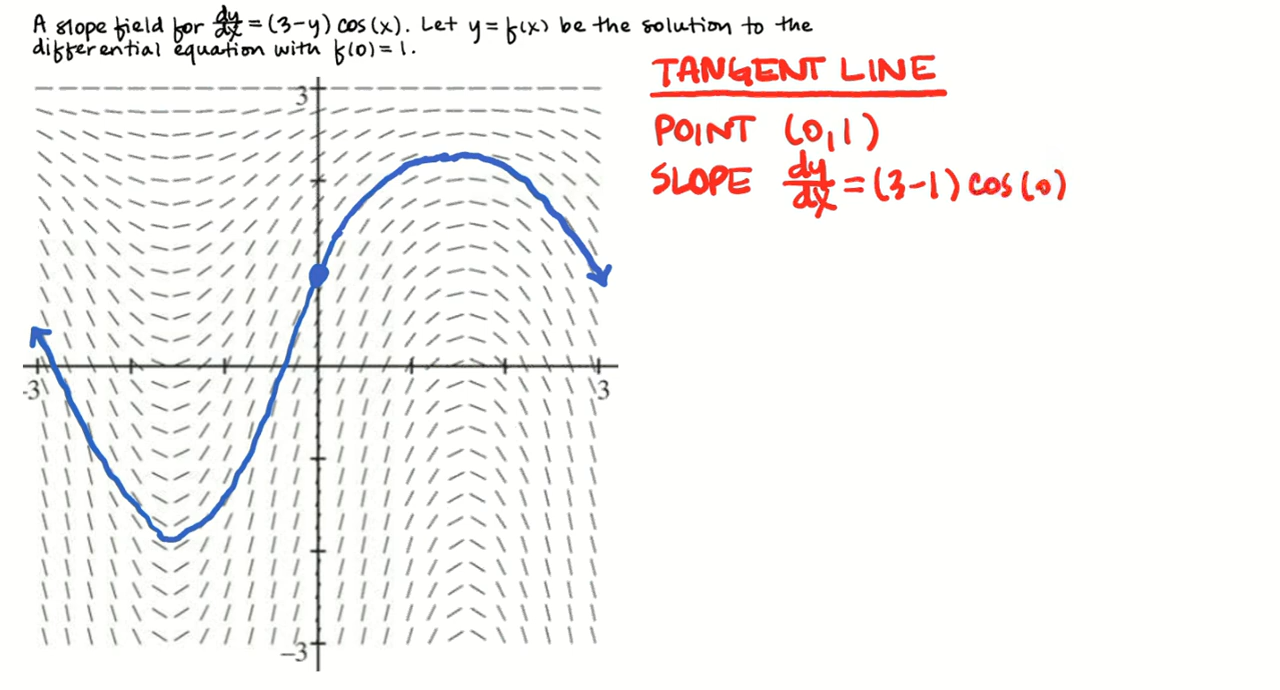 A slope field for dy/dx = (3-y) cos(x). Let y = f(x) be the solution to the
differential equation with f(0) = 1.
TANGENT LINE
POINT (0,1)
SLOPE dy/dx = (3-1) cos(0)
3
-3
3
-3